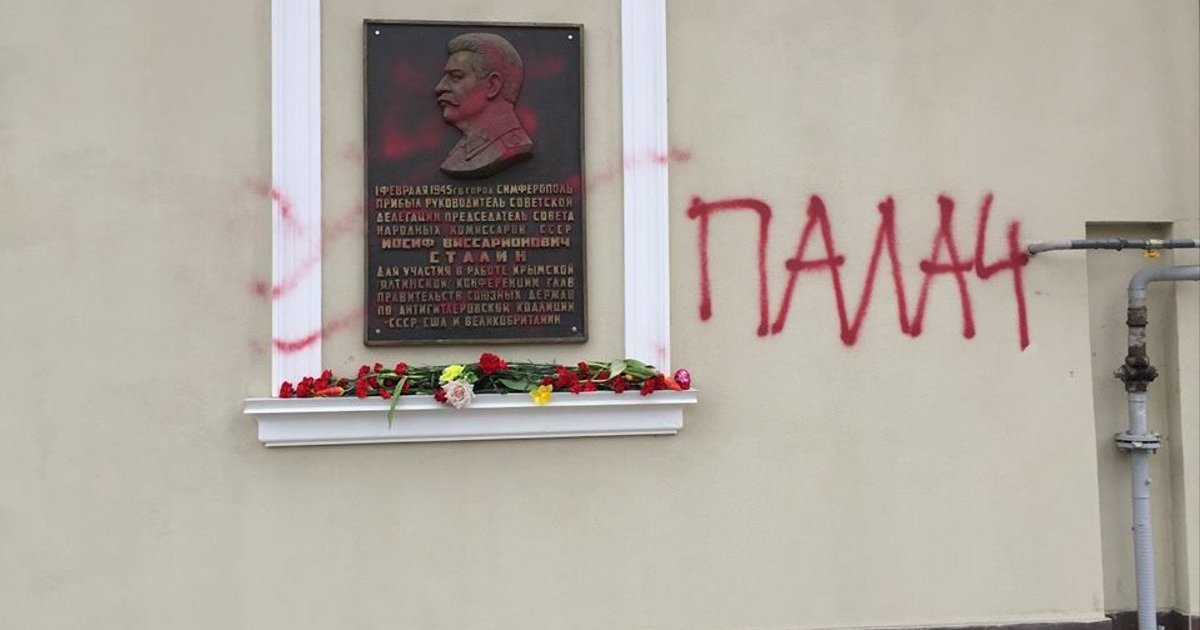 1 ФЕВРАЛЯ 1945 г. В ГОРОД СИМФЕРОПОЛЬ
ПРИБЫЛ РУКОВОДИТЕЛЬ СОВЕТСКОЙ
ДЕЛЕГАЦИИ ПРЕДСЕДАТЕЛЬ СОВЕТА
НАРОДНЫХ КОМИССАРОВ СССР
ИОСИФ ВИССАРИОНОВИЧ
СТАЛИН
ДЛЯ УЧАСТИЯ В РАБОТЕ КРЫМСКОЙ
/ЯЛТИНСКОЙ/ КОНФЕРЕНЦИИ ГЛАВ
ПРАВИТЕЛЬСТВ СОЮЗНЫХ ДЕРЖАВ
ПО АНТИГИТЛЕРОВСКОЙ КОАЛИЦИИ
-СССР, США И ВЕЛИКОБРИТАНИИ
ПАЛАЧ